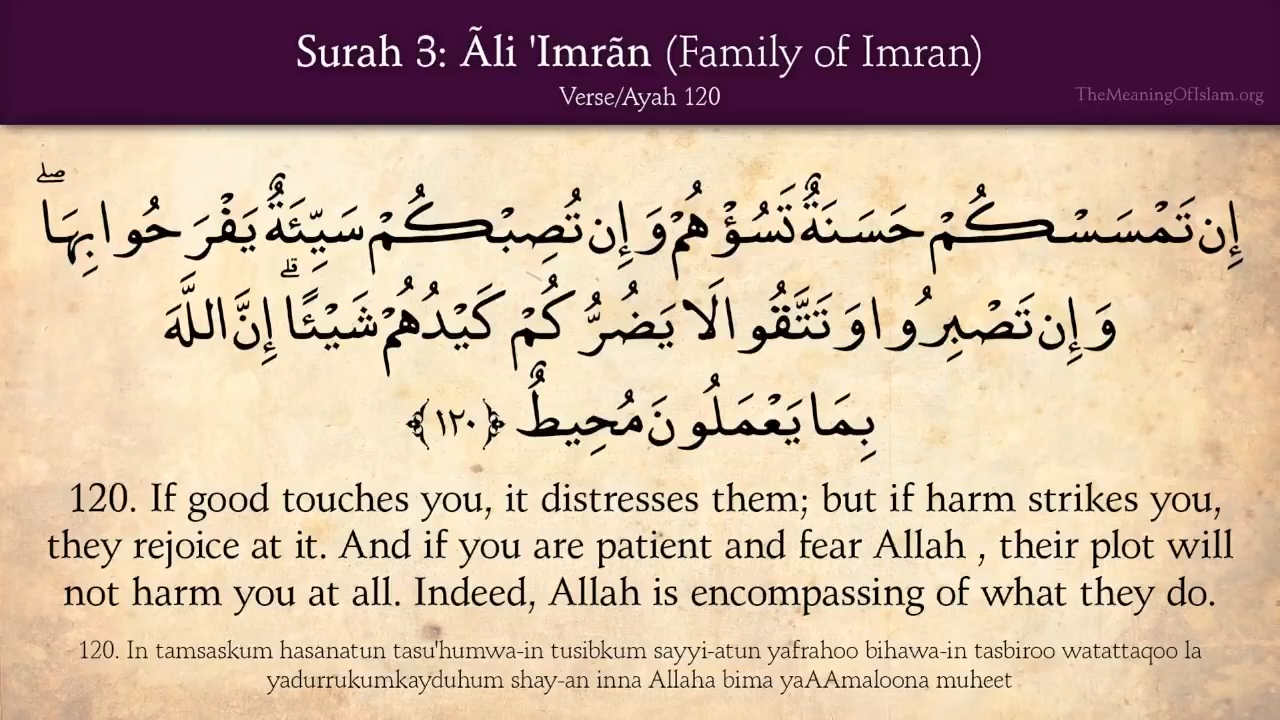 Surah 3: Ãli 'Imrãn (Family of Imran)
Verse/Ayah 120
TheMeaningOfIslam.org
إِن تَمْسَسْكُمْ حَسَنَةٌ تَسُؤْهُمْ وَإِن تُصِبْكُمْ سَيِّئَةٌ يَفْرَحُوا بِهَا ۖ
وَإِن تَصْبِرُوا وَتَتَّقُوا لَا يَضُرُّكُمْ كَيْدُهُمْ شَيْئًا ۗ إِنَّ اللَّهَ
بِمَا يَعْمَلُونَ مُحِيطٌ ﴿١٢٠﴾
120. If good touches you, it distresses them; but if harm strikes you,
they rejoice at it. And if you are patient and fear Allah , their plot will
not harm you at all. Indeed, Allah is encompassing of what they do.
120. In tamsaskum hasanatun tasu'humwa-in tusibkum sayyi-atun yafrahoo bihawa-in tasbiroo watattaqoo la
yadurrukumkayduhum shay-an inna Allaha bima yaAAmaloona muheet